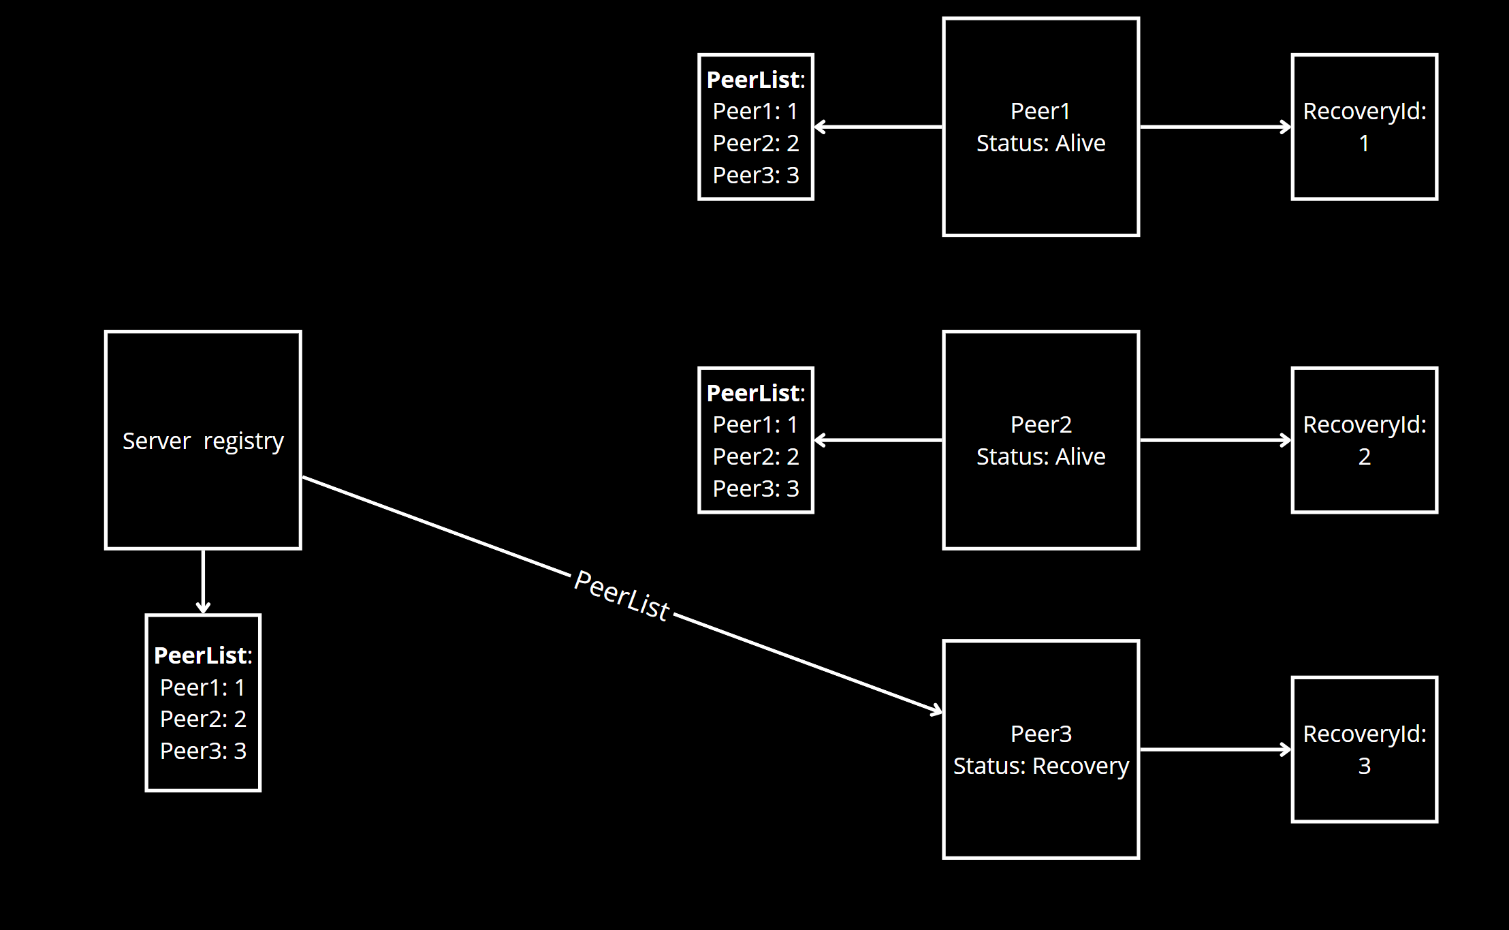 PeerList:
Peer1: 1
Peer2: 2
Peer3: 3
Peer1
Status: Alive
RecoveryId:
1
Server registry
PeerList:
Peer1: 1
Peer2: 2
Peer3: 3
Peer2
Status: Alive
RecoveryId:
2
PeerList
PeerList:
Peer1: 1
Peer2: 2
Peer3: 3
Peer3
Status: Recovery
RecoveryId:
3